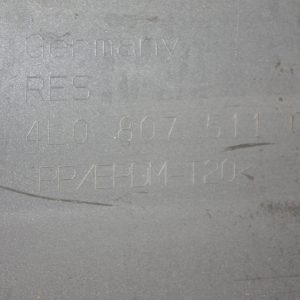 Germany
RES
4L0 807 511
PP/EPDM-T20